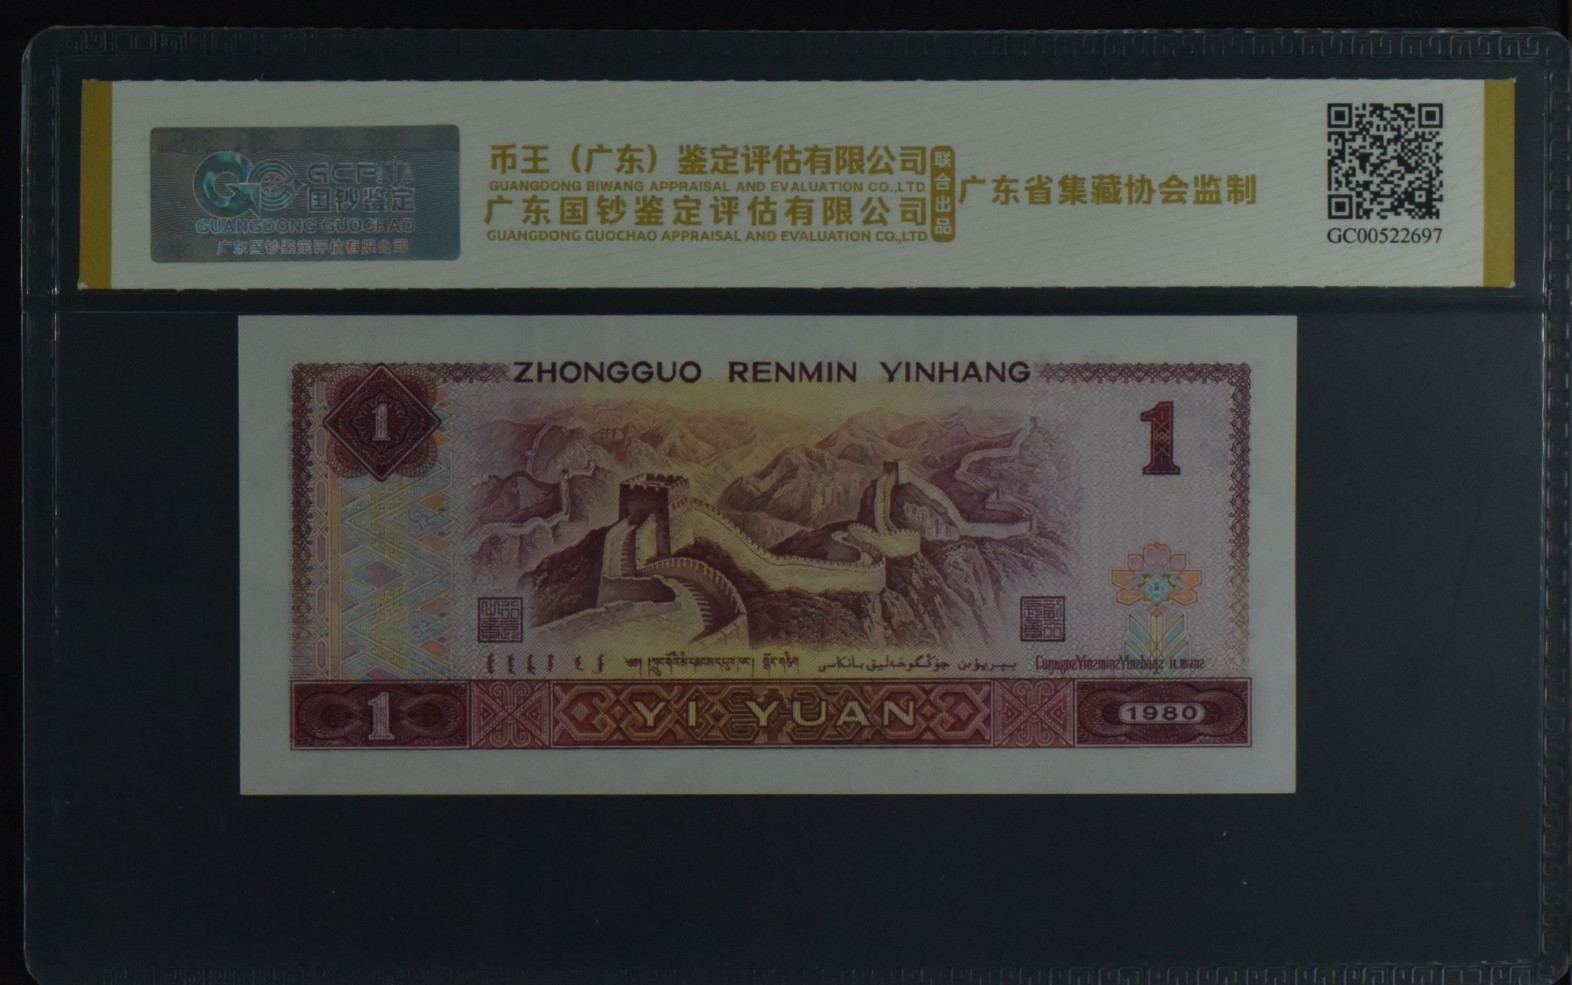 GCPJA
国钞鉴定
GUANGDONG GUOCHAO
广东国钞鉴定评估有限公司
币王（广东）鉴定评估有限公司
GUANGDONG BIWANG APPRAISAL AND EVALUATION CO.,LTD
广东国钞鉴定评估有限公司
GUANGDONG GUOCHAO APPRAISAL AND EVALUATION CO.,LTD
联合出品
广东省集藏协会监制
GC00522697
ZHONGGUO RENMIN YINHANG
1
1
1
YI YUAN
1980